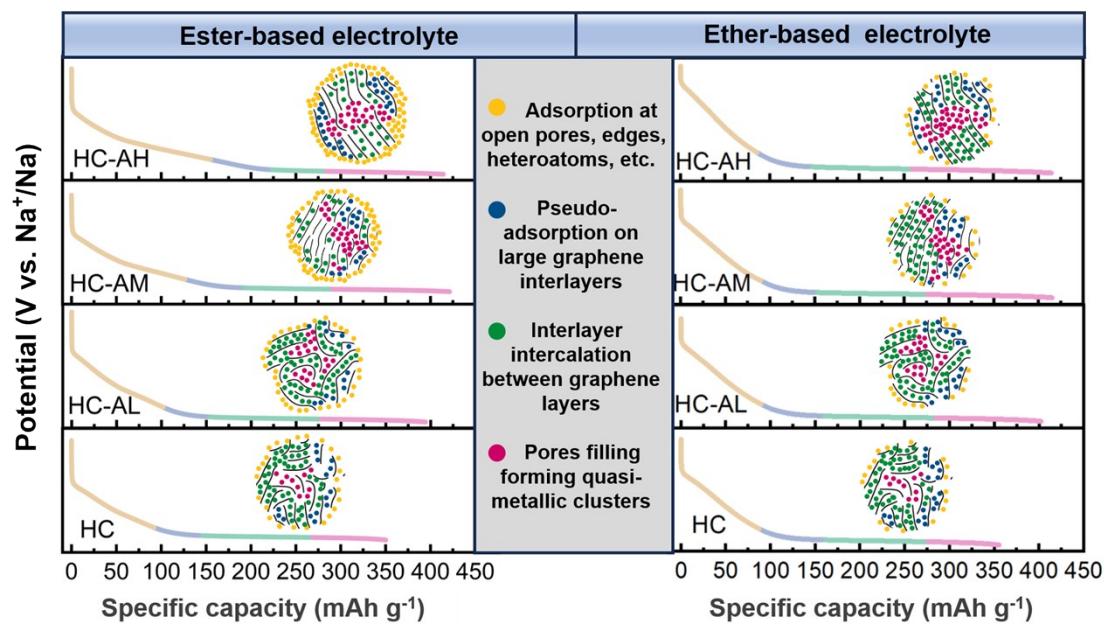 Ester-based electrolyte
Ether-based electrolyte
Potential (V vs. Na⁺/Na)
HC-AH
HC-AM
HC-AL
HC
0 50 100 150 200 250 300 350 400 450
Specific capacity (mAh g⁻¹)
Adsorption at
open pores, edges,
heteroatoms, etc.
Pseudo-
adsorption on
large graphene
interlayers
Interlayer
intercalation
between graphene
layers
Pores filling
forming quasi-
metallic clusters
HC-AH
HC-AM
HC-AL
HC
0 50 100 150 200 250 300 350 400 450
Specific capacity (mAh g⁻¹)